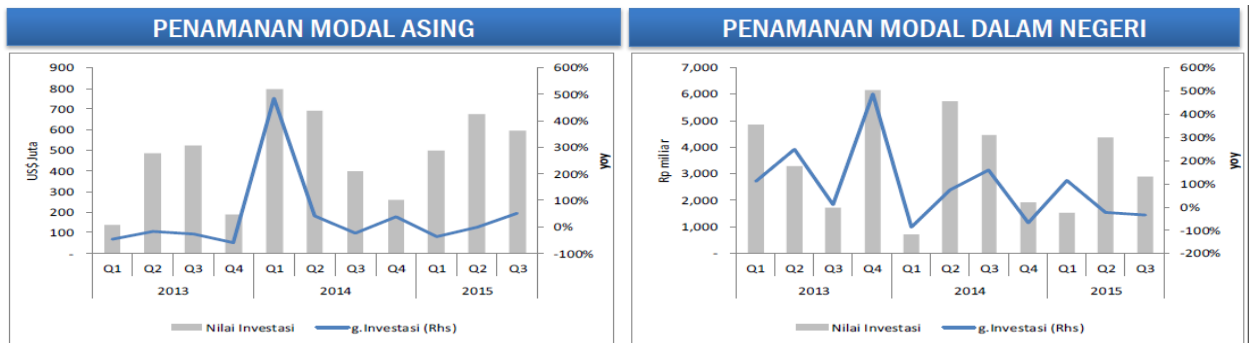 PENAMANAN MODAL ASING
900
800
700
600
500
400
300
200
100
-
US$ Juta
600%
500%
400%
300%
200%
100%
0%
-100%
yoy
Q1 Q2 Q3 Q4 Q1 Q2 Q3 Q4 Q1 Q2 Q3
2013 2014 2015
Nilai Investasi g.Investasi (Rhs)
PENAMANAN MODAL DALAM NEGERI
7,000
6,000
5,000
4,000
3,000
2,000
1,000
-
Rp miliar
600%
500%
400%
300%
200%
100%
0%
-100%
-200%
yoy
Q1 Q2 Q3 Q4 Q1 Q2 Q3 Q4 Q1 Q2 Q3
2013 2014 2015
Nilai Investasi g.Investasi (Rhs)